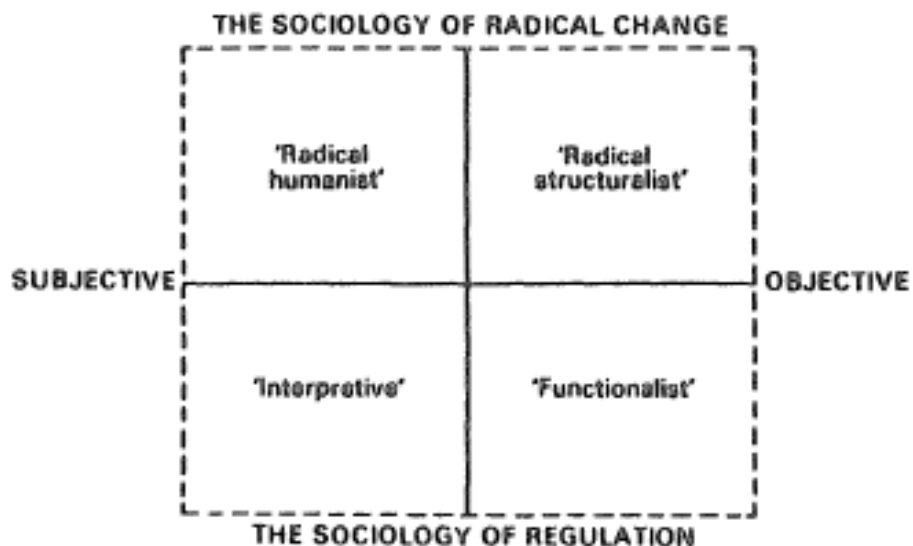 THE SOCIOLOGY OF RADICAL CHANGE
'Radical
humanist'
'Radical
structuralist'
SUBJECTIVE
OBJECTIVE
'Interpretive'
'Functionalist'
THE SOCIOLOGY OF REGULATION